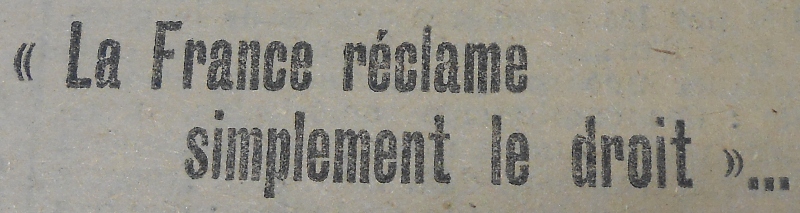 « La France réclame
simplement le droit »...